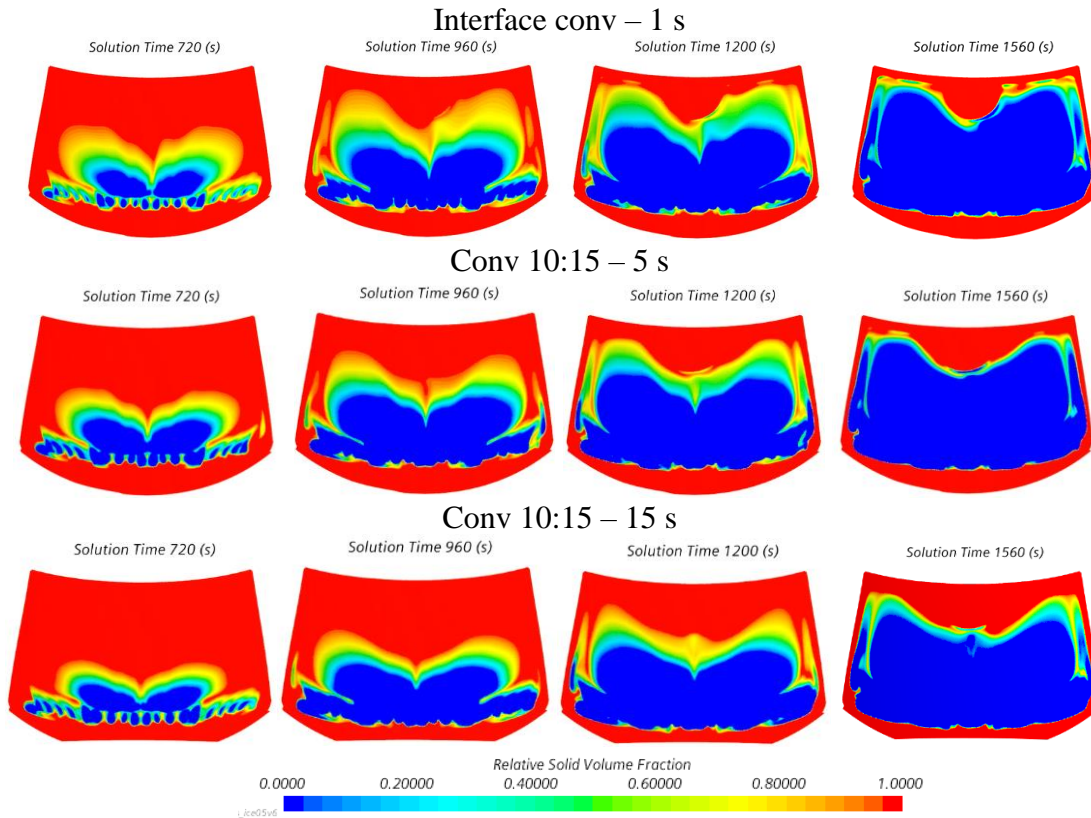 Interface conv – 1 s
Solution Time 720 (s) Solution Time 960 (s) Solution Time 1200 (s) Solution Time 1560 (s)
Conv 10:15 – 5 s
Solution Time 720 (s) Solution Time 960 (s) Solution Time 1200 (s) Solution Time 1560 (s)
Conv 10:15 – 15 s
Solution Time 720 (s) Solution Time 960 (s) Solution Time 1200 (s) Solution Time 1560 (s)
Relative Solid Volume Fraction
0.0000 0.20000 0.40000 0.60000 0.80000 1.0000